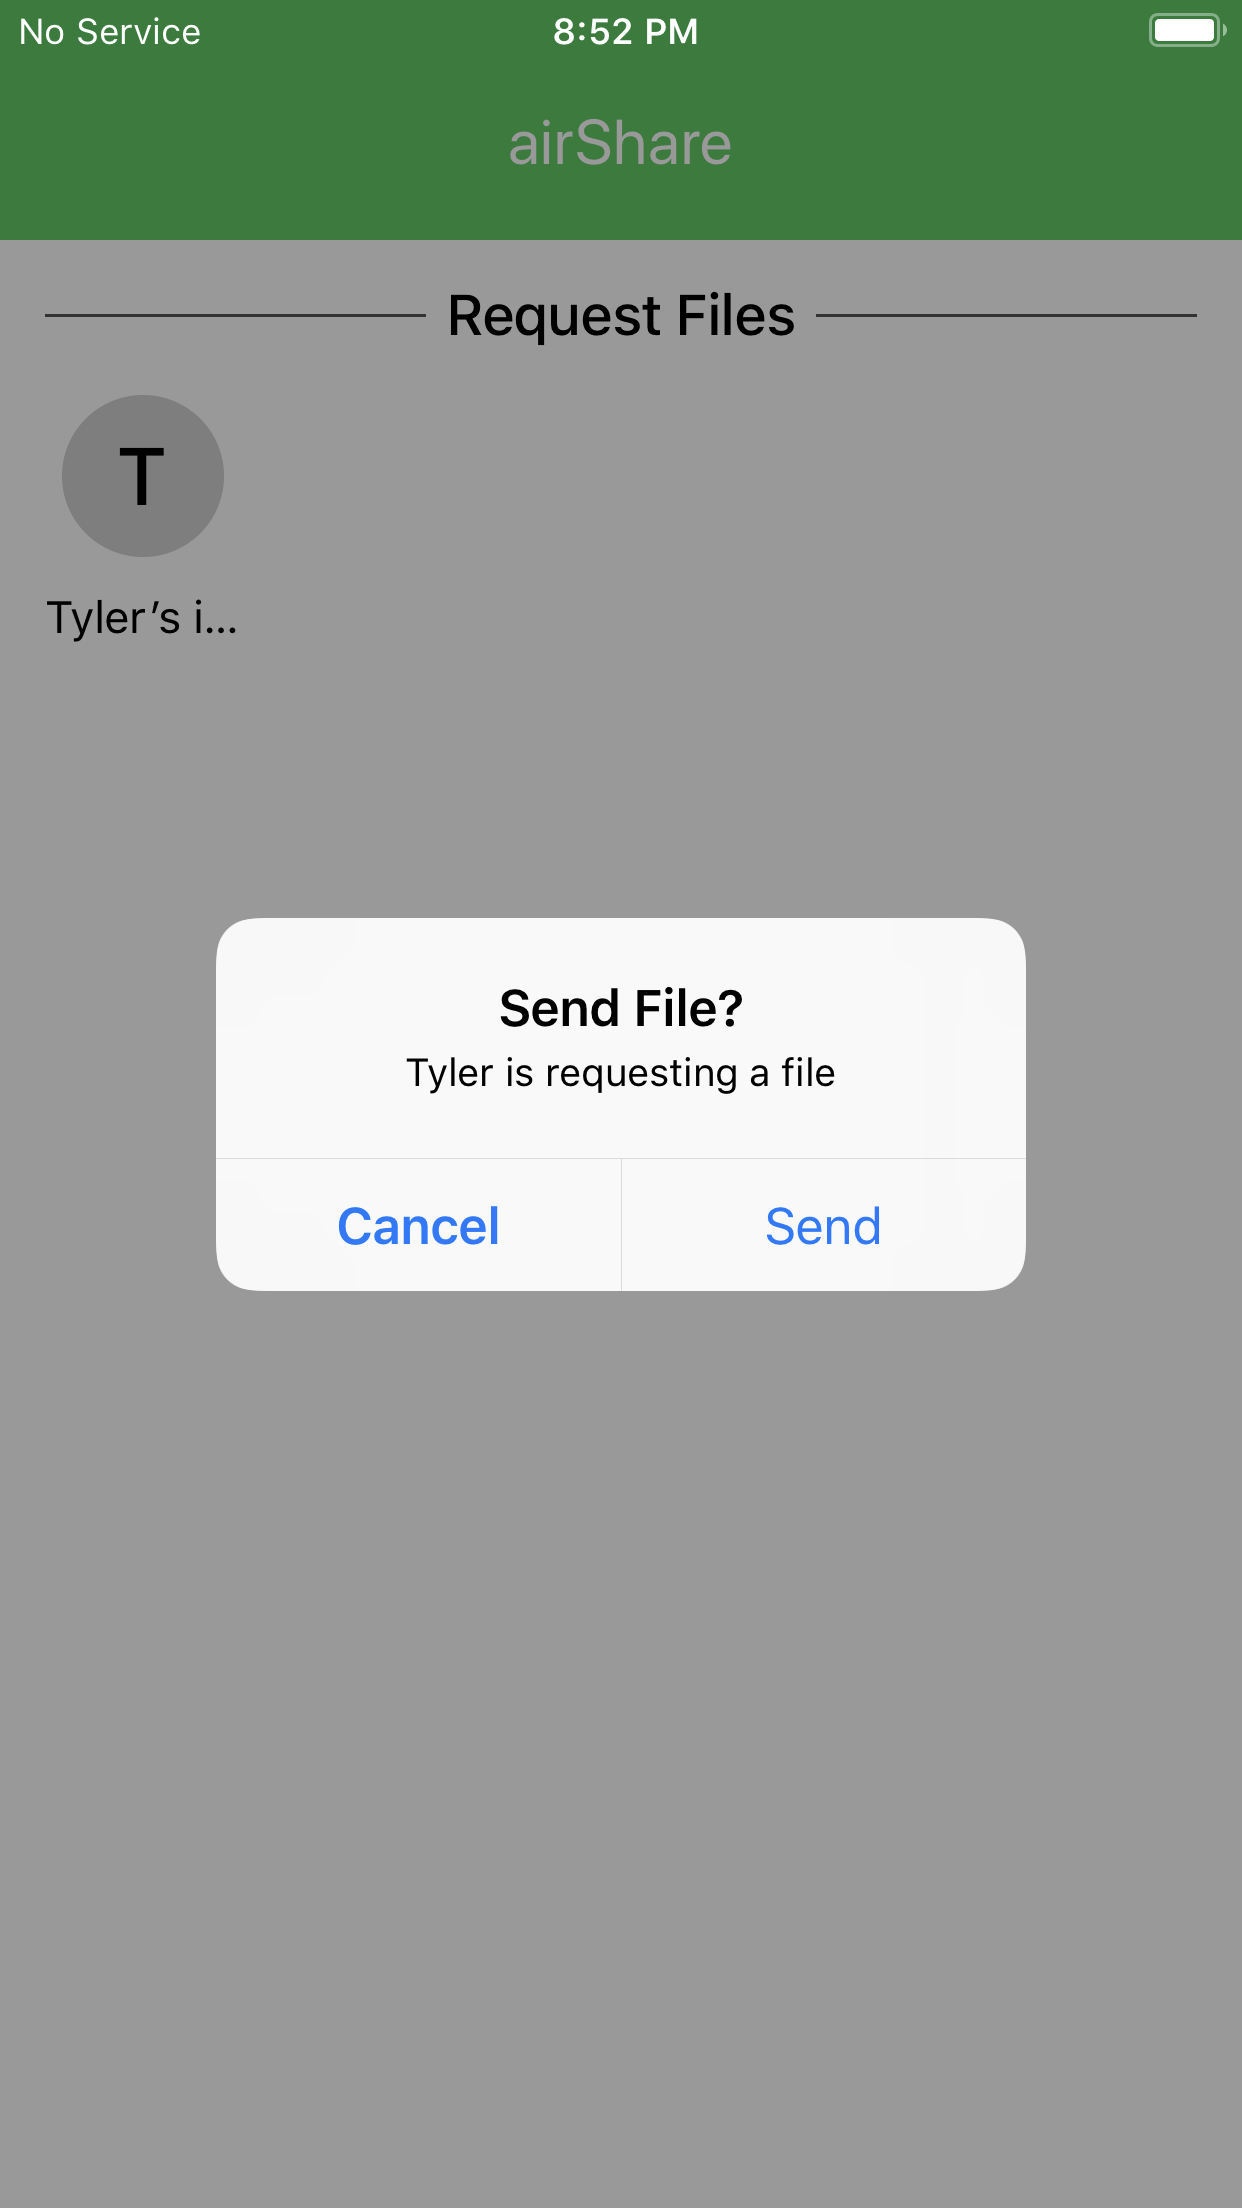 No Service 8:52 PM
airShare
Request Files
T
Tyler’s i...
Send File?
Tyler is requesting a file
Cancel Send